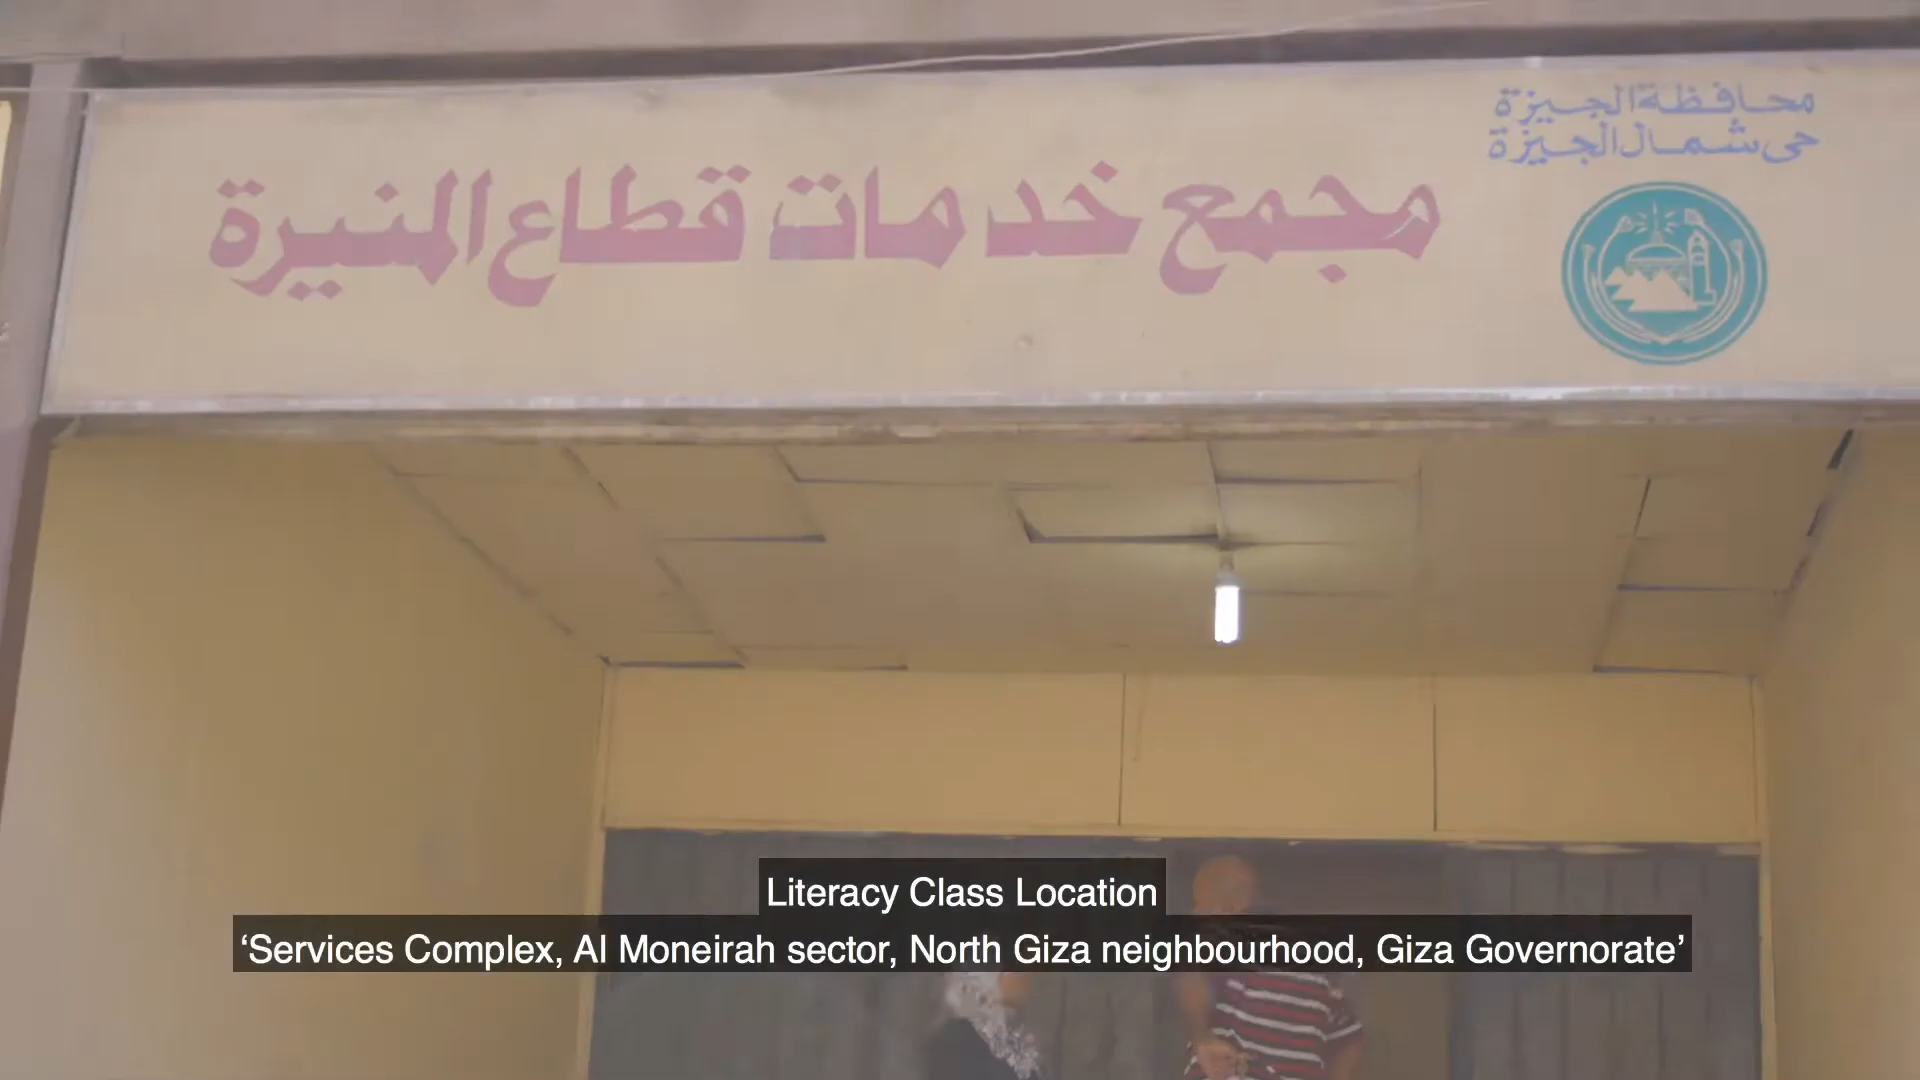 محافظة الجيزة
حى شمال الجيزة
مجمع خدمات قطاع المنيرة
Literacy Class Location
‘Services Complex, Al Moneirah sector, North Giza neighbourhood, Giza Governorate’